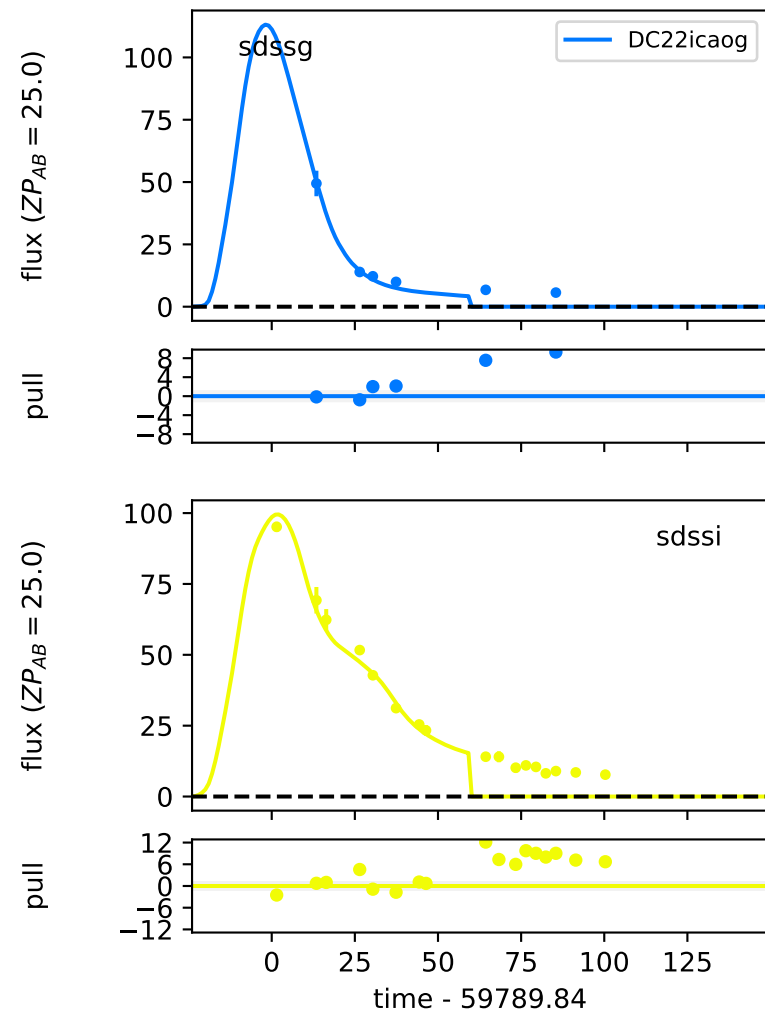 sdssg
DC22icaog
flux (ZP_AB = 25.0)
100
75
50
25
0
pull
8
4
0
−4
−8
sdssi
flux (ZP_AB = 25.0)
100
75
50
25
0
pull
12
6
0
−6
−12
0 25 50 75 100 125
time - 59789.84